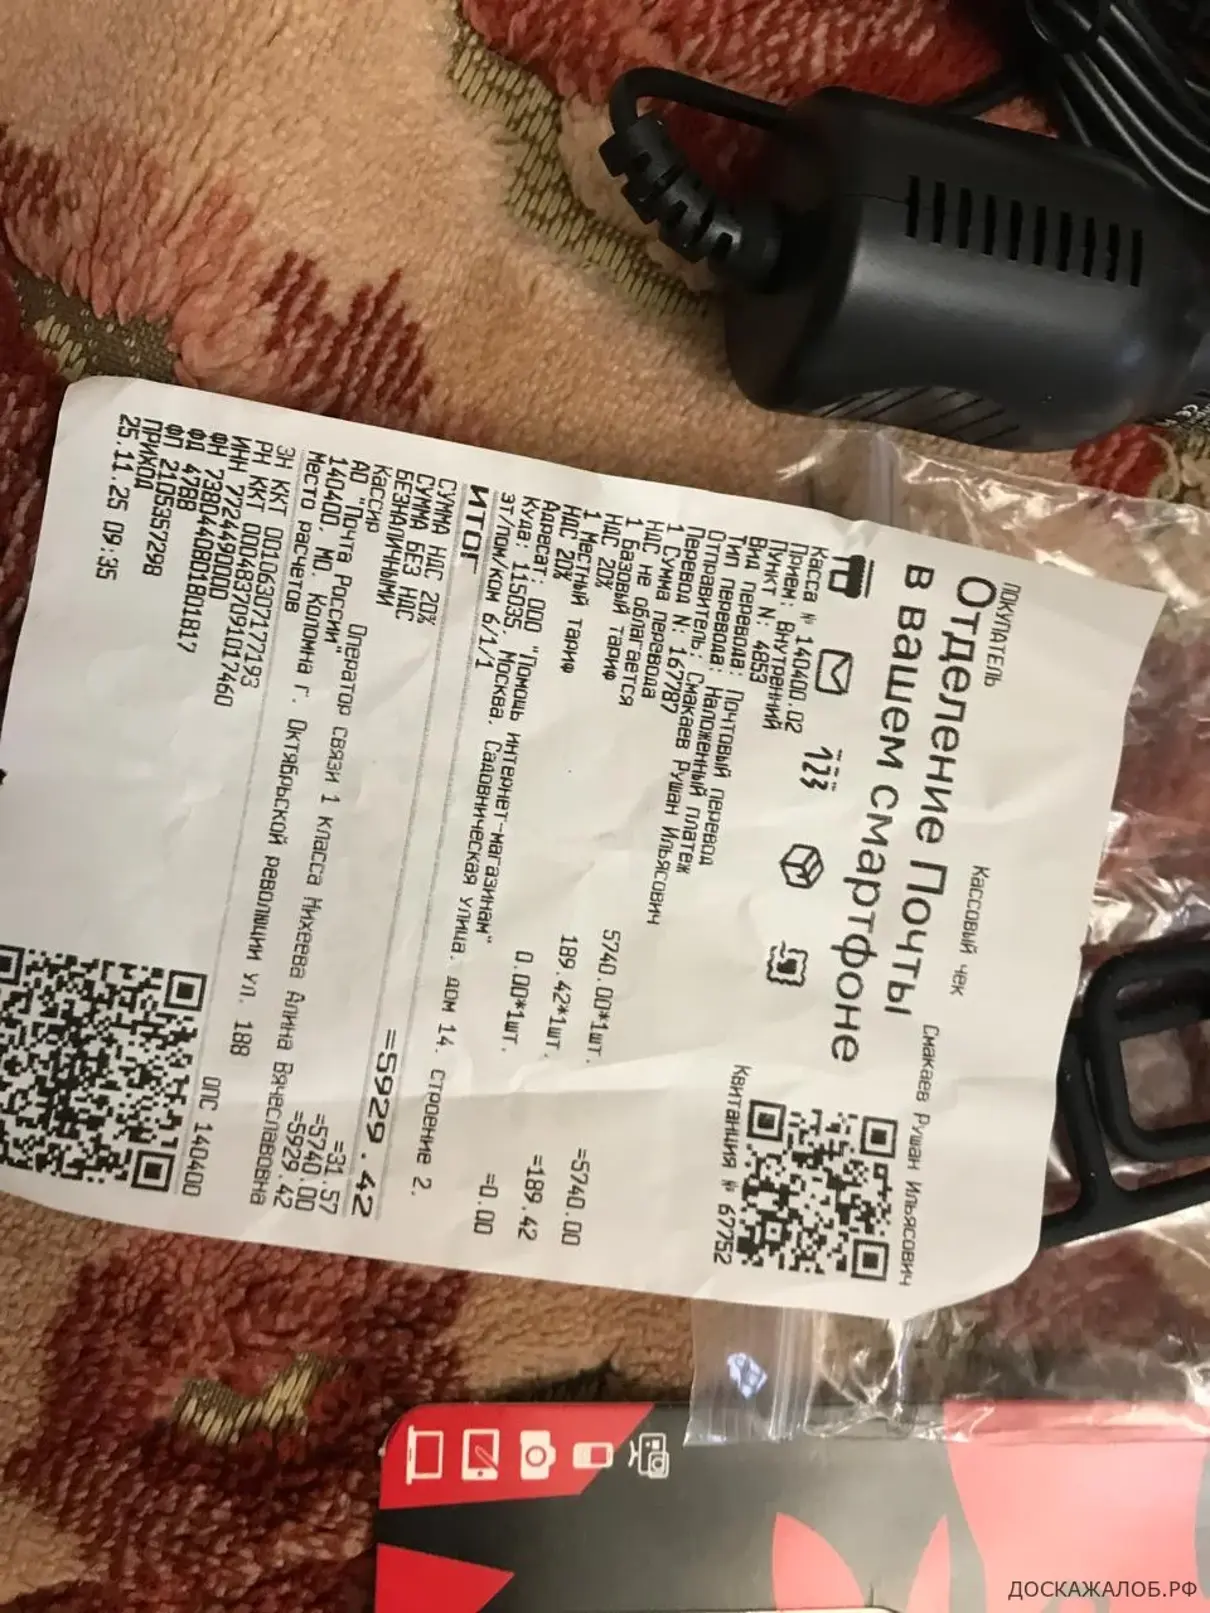 ПОКУПАТЕЛЬ Кассовый чек Смакаев Рушан Ильясович
Отделение Почты
в вашем смартфоне
Квитанция № 67752
Касса № 140400.02
Прием: Внутренний
Пункт N: 4853
Вид перевода: Почтовый перевод
Тип перевода: Наложенный платеж
Отправитель: Смакаев Рушан Ильясович
Перевод N: 167787
1 Сумма перевода 5740.00*1шт. =5740.00
НДС не облагается
1 Базовый тариф 189.42*1шт. =189.42
НДС 20%
1 Местный тариф 0.00*1шт. =0.00
НДС 20%
Адресат: ООО "Помощь интернет-магазинам"
Куда: 115035, Москва, Садовническая улица, дом 14, строение 2,
эт/пом/ком 6/1/1
ИТОГ =5929.42
СУММА НДС 20% =31.57
СУММА БЕЗ НДС =5740.00
БЕЗНАЛИЧНЫМИ =5929.42
Кассир Оператор связи 1 класса Михеева Алина Вячеславовна
АО "Почта России"
140400, МО, Коломна г, Октябрьской революции ул, 188
Место расчетов ОПС 140400
ЗН ККТ 00106307177193
РН ККТ 0004837091017460
ИНН 7724490000
ФН 7380440801801817
ФД 4788
ФП 2105357298
ПРИХОД
25.11.25 09:35
ДОСКАЖАЛОБ.РФ